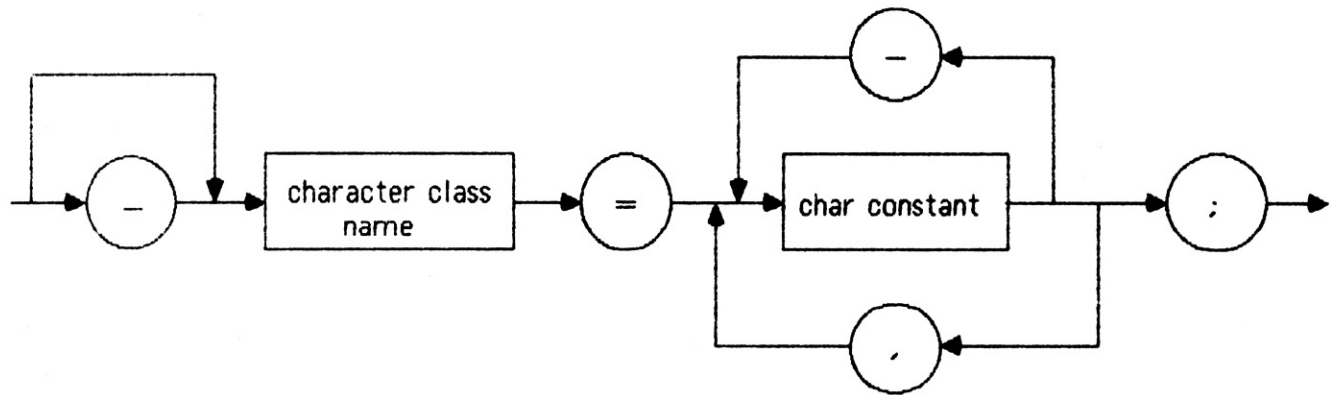 -
-
character class
name
=
char constant
;
,